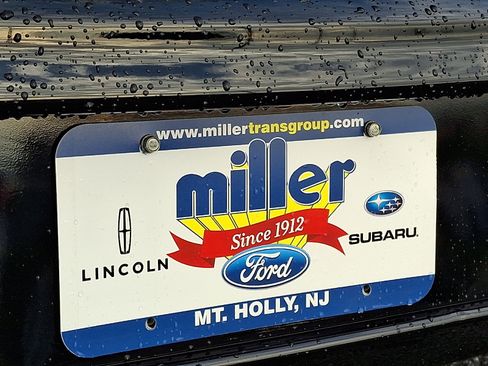 www.millertransgroup.com
miller
Since 1912
LINCOLN
Ford
SUBARU.
MT. HOLLY, NJ